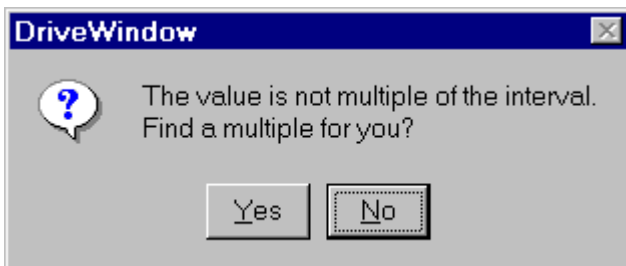 DriveWindow
The value is not multiple of the interval.
Find a multiple for you?
Yes No